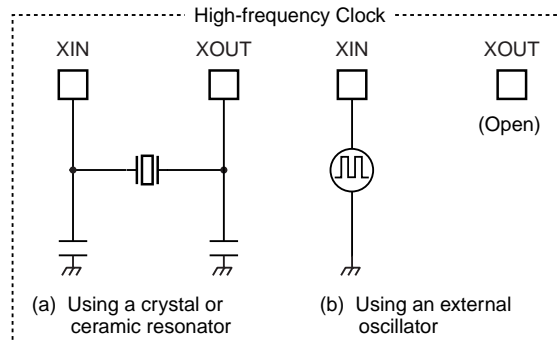 High-frequency Clock
XIN XOUT XIN XOUT
(Open)
(a) Using a crystal or
ceramic resonator
(b) Using an external
oscillator